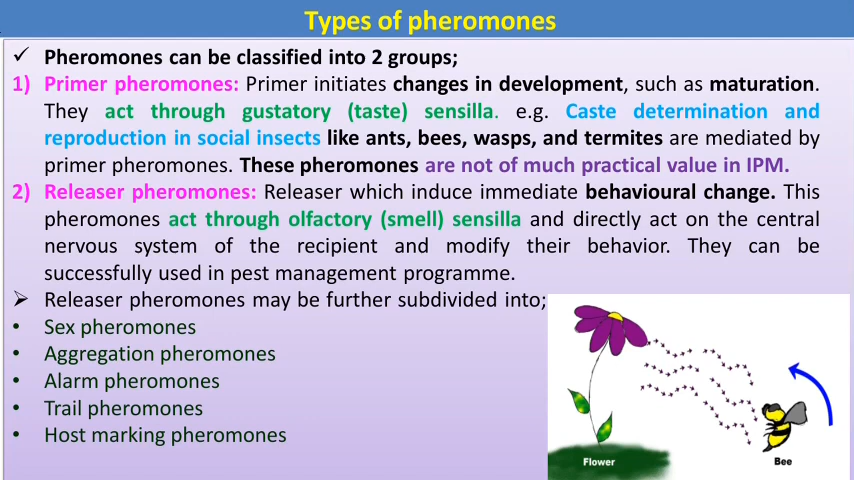 Types of pheromones
✓ Pheromones can be classified into 2 groups;
1) Primer pheromones: Primer initiates changes in development, such as maturation.
They act through gustatory (taste) sensilla. e.g. Caste determination and
reproduction in social insects like ants, bees, wasps, and termites are mediated by
primer pheromones. These pheromones are not of much practical value in IPM.
2) Releaser pheromones: Releaser which induce immediate behavioural change. This
pheromones act through olfactory (smell) sensilla and directly act on the central
nervous system of the recipient and modify their behavior. They can be
successfully used in pest management programme.
➢ Releaser pheromones may be further subdivided into;
• Sex pheromones
• Aggregation pheromones
• Alarm pheromones
• Trail pheromones
• Host marking pheromones
Flower
Bee